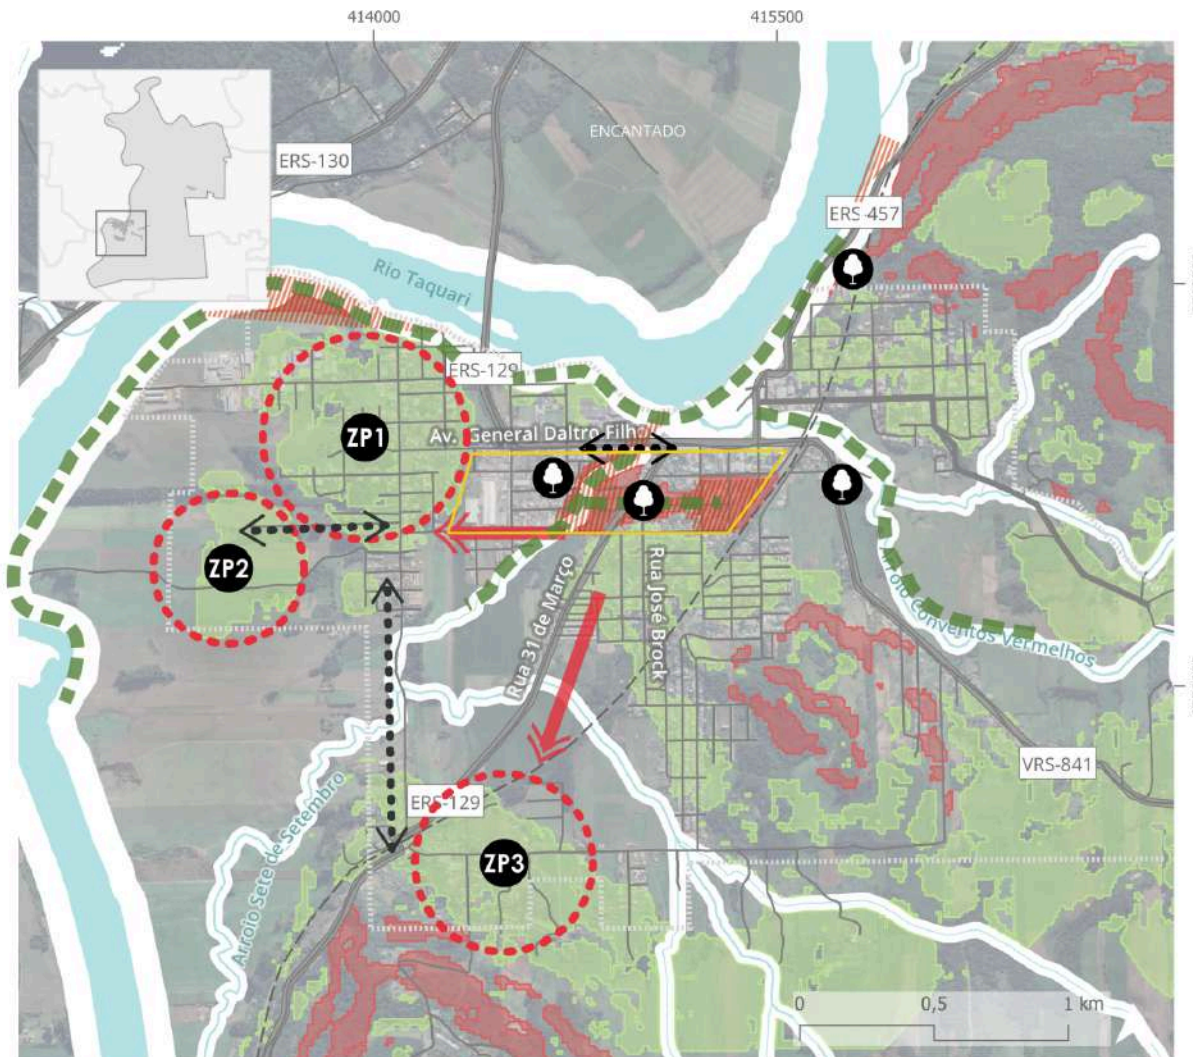 414000
415500
ENCANTADO
ERS-130
ERS-457
Rio Taquari
ERS-129
ZP1
Av. General Daltro Filho
ZP2
Rua 31 de Março
Rua José Brock
Arroio Conventos Vermelhos
VRS-841
ERS-129
Arroio Sete de Setembro
ZP3
0
0,5
1 km